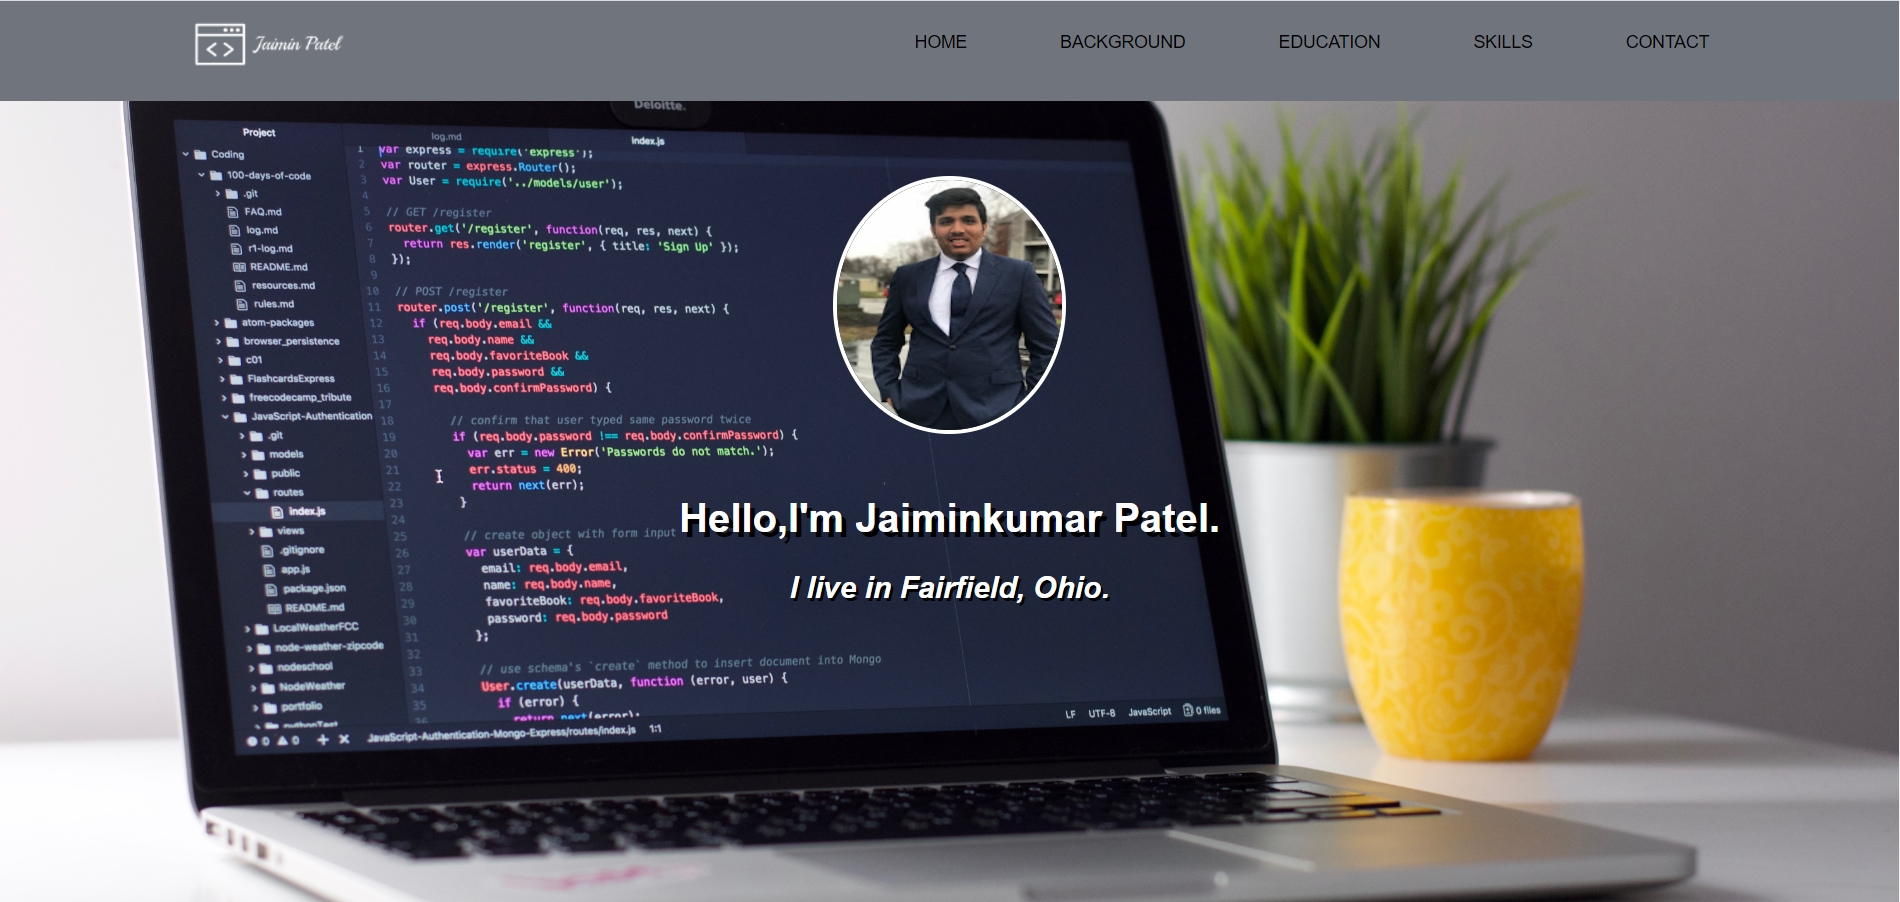 Jaimin Patel
HOME BACKGROUND EDUCATION SKILLS CONTACT
Deloitte.
Project
log.md
index.js
Coding
100-days-of-code
.git
FAQ.md
log.md
r1-log.md
README.md
resources.md
rules.md
atom-packages
browser_persistence
c01
FlashcardsExpress
freecodecamp_tribute
JavaScript-Authentication
.git
models
public
routes
index.js
views
.gitignore
app.js
package.json
README.md
LocalWeatherFCC
node-weather-zipcode
nodeschool
NodeWeather
portfolio
pythonTest
1 var express = require('express');
2 var router = express.Router();
3 var User = require('../models/user');
4
5 // GET /register
6 router.get('/register', function(req, res, next) {
7 return res.render('register', { title: 'Sign Up' });
8 });
9
10 // POST /register
11 router.post('/register', function(req, res, next) {
12 if (req.body.email &&
13 req.body.name &&
14 req.body.favoriteBook &&
15 req.body.password &&
16 req.body.confirmPassword) {
17
18 // confirm that user typed same password twice
19 if (req.body.password !== req.body.confirmPassword) {
20 var err = new Error('Passwords do not match.');
21 err.status = 400;
22 return next(err);
23 }
24
25 // create object with form input
26 var userData = {
27 email: req.body.email,
28 name: req.body.name,
29 favoriteBook: req.body.favoriteBook,
30 password: req.body.password
31 };
32
33 // use schema's `create` method to insert document into Mongo
34 User.create(userData, function (error, user) {
35 if (error) {
36 return next(error);
0 0 + X JavaScript-Authentication-Mongo-Express/routes/index.js 1:1
LF UTF-8 JavaScript 0 files
Hello,I'm Jaiminkumar Patel.
I live in Fairfield, Ohio.